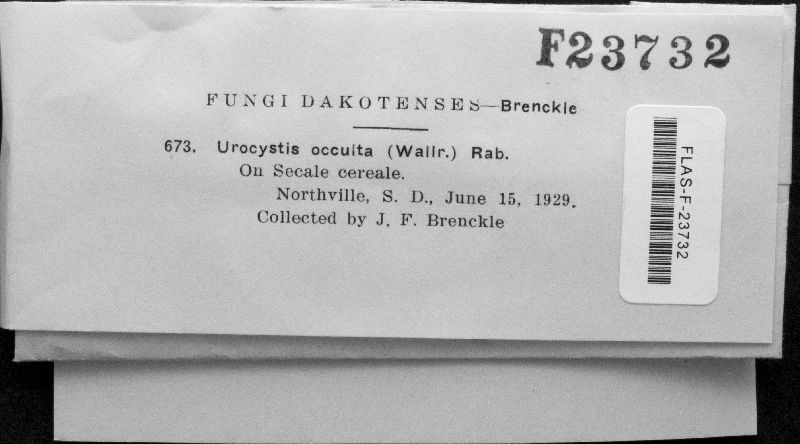 F23732
FUNGI DAKOTENSES—Brenckle
673. Urocystis occulta (Wallr.) Rab.
On Secale cereale.
Northville, S. D., June 15, 1929.
Collected by J. F. Brenckle
FLAS-F-23732